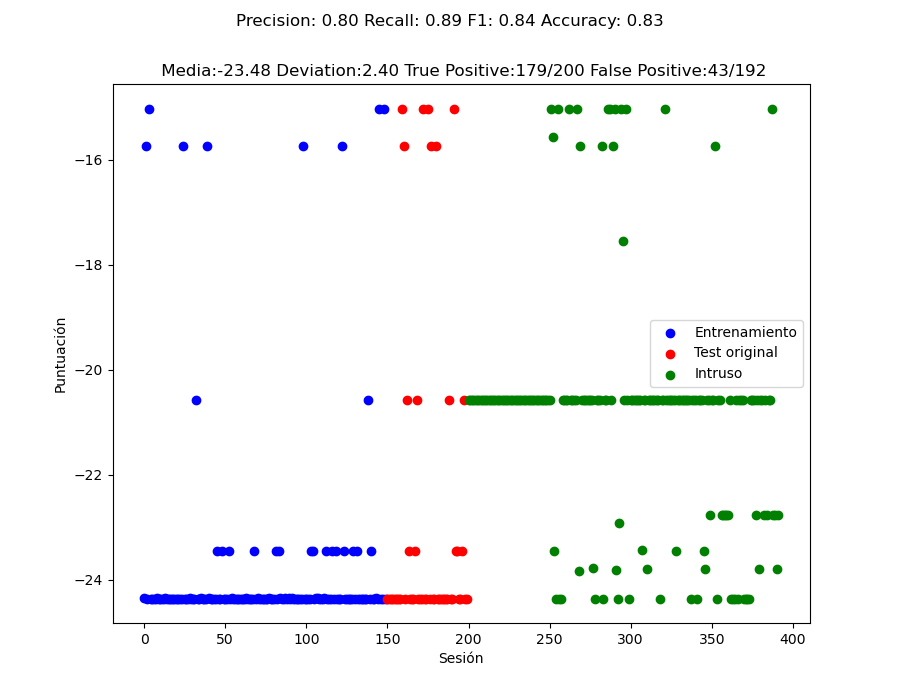 Precision: 0.80 Recall: 0.89 F1: 0.84 Accuracy: 0.83
Media:-23.48 Deviation:2.40 True Positive:179/200 False Positive:43/192
−16
−18
−20
−22
−24
Puntuación
Entrenamiento
Test original
Intruso
0 50 100 150 200 250 300 350 400
Sesión